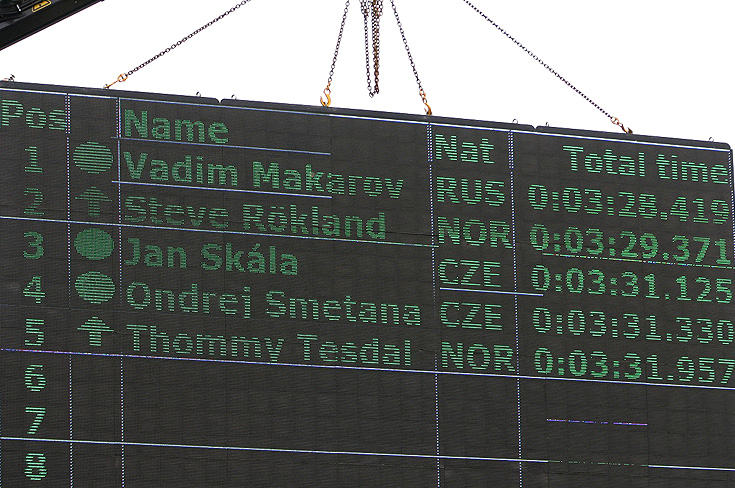 Pos Name Nat Total time
1 Vadim Makarov RUS 0:03:28.419
2 Steve Rökland NOR 0:03:29.371
3 Jan Skála CZE 0:03:31.125
4 Ondrej Smetana CZE 0:03:31.330
5 Thommy Teadal NOR 0:03:31.957
6
7
8